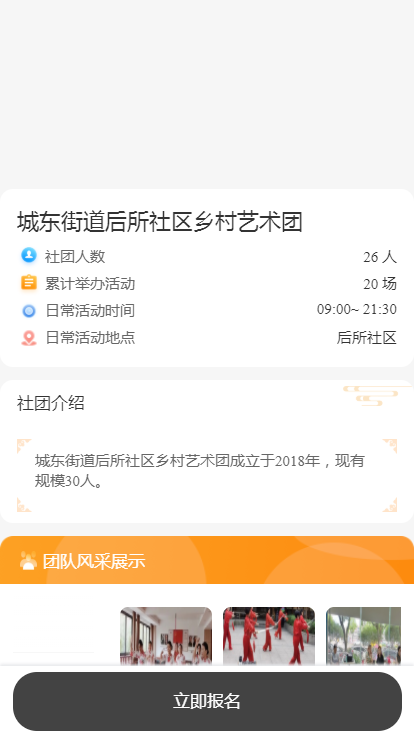 城东街道后所社区乡村艺术团
社团人数 26 人
累计举办活动 20 场
日常活动时间 09:00~ 21:30
日常活动地点 后所社区
社团介绍
城东街道后所社区乡村艺术团成立于2018年，现有
规模30人。
团队风采展示
立即报名